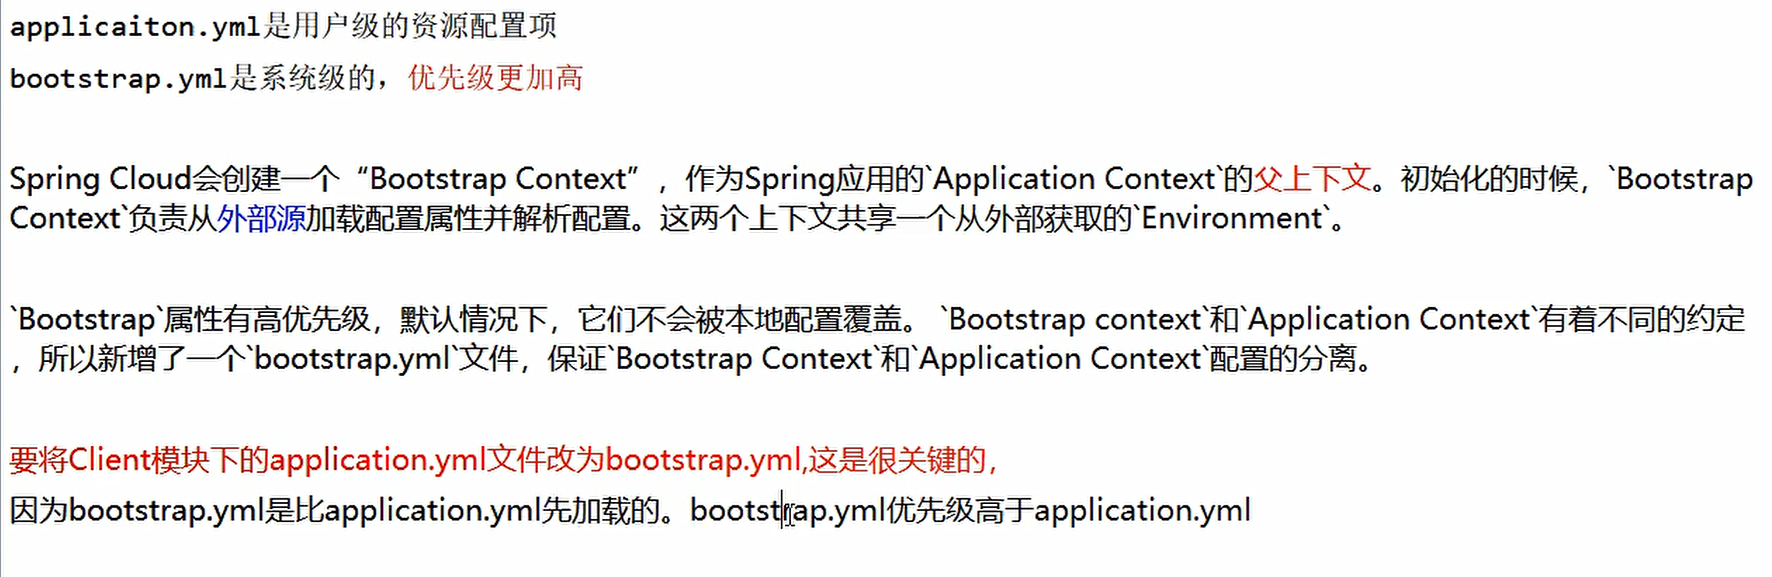 applicaiton.yml是用户级的资源配置项
bootstrap.yml是系统级的，优先级更加高
Spring Cloud会创建一个“Bootstrap Context”，作为Spring应用的`Application Context`的父上下文。初始化的时候，`Bootstrap
Context`负责从外部源加载配置属性并解析配置。这两个上下文共享一个从外部获取的`Environment`。
`Bootstrap`属性有高优先级，默认情况下，它们不会被本地配置覆盖。 `Bootstrap context`和`Application Context`有着不同的约定
，所以新增了一个`bootstrap.yml`文件，保证`Bootstrap Context`和`Application Context`配置的分离。
要将Client模块下的application.yml文件改为bootstrap.yml,这是很关键的，
因为bootstrap.yml是比application.yml先加载的。bootstrap.yml优先级高于application.yml